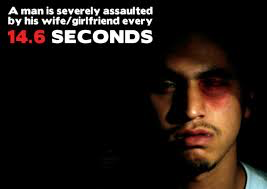 A man is severely assaulted
by his wife/girlfriend every
14.6 SECONDS